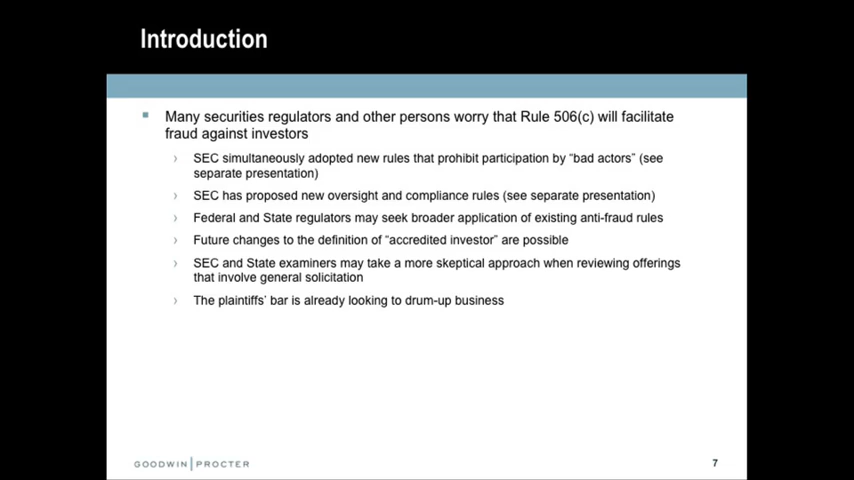 Introduction
Many securities regulators and other persons worry that Rule 506(c) will facilitate
fraud against investors
SEC simultaneously adopted new rules that prohibit participation by “bad actors” (see
separate presentation)
SEC has proposed new oversight and compliance rules (see separate presentation)
Federal and State regulators may seek broader application of existing anti-fraud rules
Future changes to the definition of “accredited investor” are possible
SEC and State examiners may take a more skeptical approach when reviewing offerings
that involve general solicitation
The plaintiffs’ bar is already looking to drum-up business
GOODWIN PROCTER
7